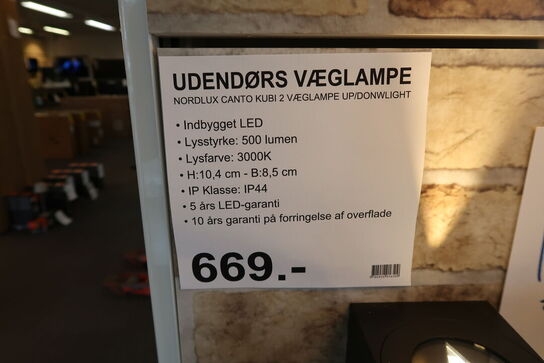 UDENDØRS VÆGLAMPE
NORDLUX CANTO KUBI 2 VÆGLAMPE UP/DONWLIGHT
• Indbygget LED
• Lysstyrke: 500 lumen
• Lysfarve: 3000K
• H:10,4 cm - B:8,5 cm
• IP Klasse: IP44
• 5 års LED-garanti
• 10 års garanti på forringelse af overflade
669.-